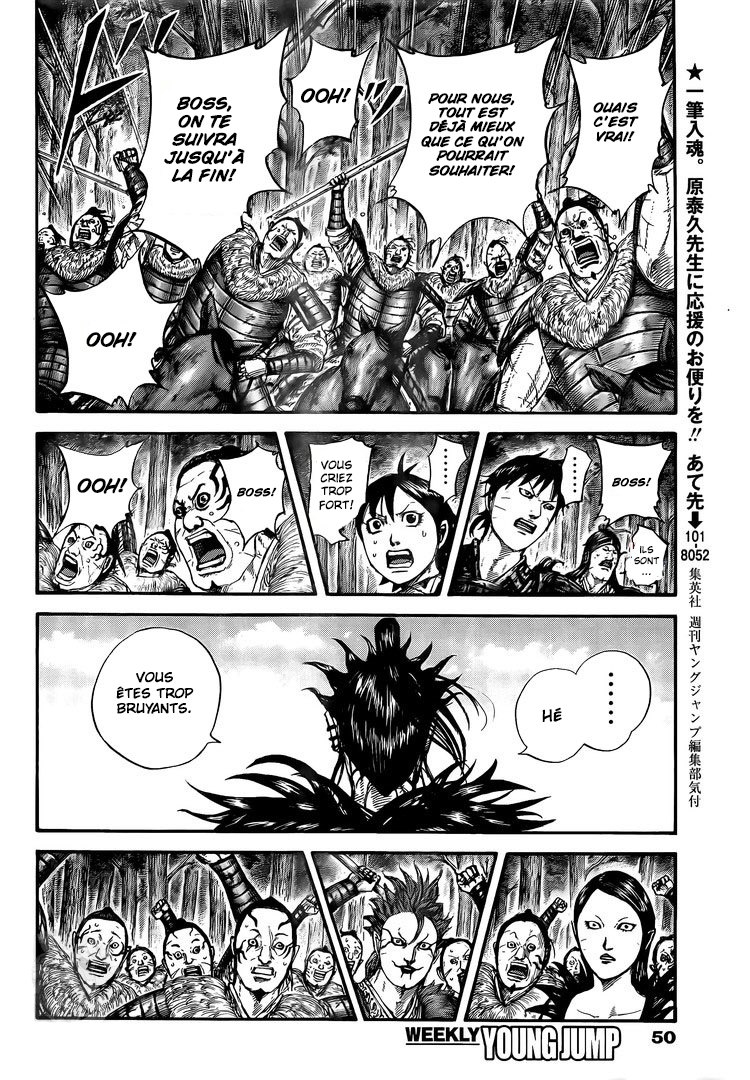 OUAIS
C'EST
VRAI!
POUR NOUS,
TOUT EST
DÉJÀ MIEUX
QUE CE QU'ON
POURRAIT
SOUHAITER!
OOH!
BOSS,
ON TE
SUIVRA
JUSQU'À
LA FIN!
OOH!
BOSS!
ILS
SONT
...
......
......
VOUS
CRIEZ
TROP
FORT!
BOSS!
OOH!
......
HÉ
VOUS
ÊTES TROP
BRUYANTS.
★一筆入魂。原泰久先生に応援のお便りを!! あて先➡101-8052 集英社 週刊ヤングジャンプ編集部気付
WEEKLY YOUNG JUMP 50